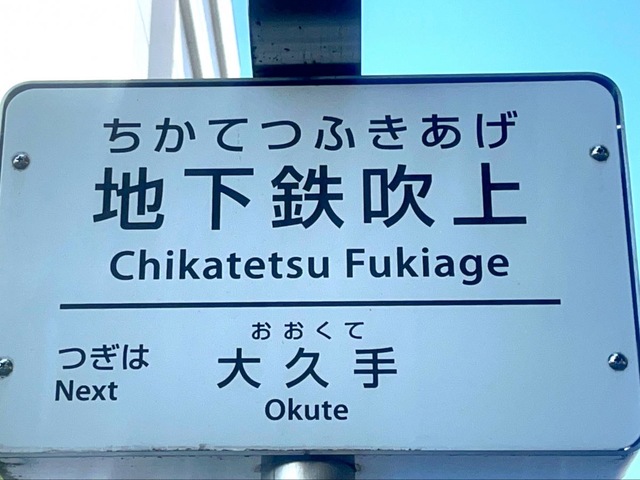 ちかてつふきあげ
地下鉄吹上
Chikatetsu Fukiage
つぎは
Next
おおくて
大久手
Okute